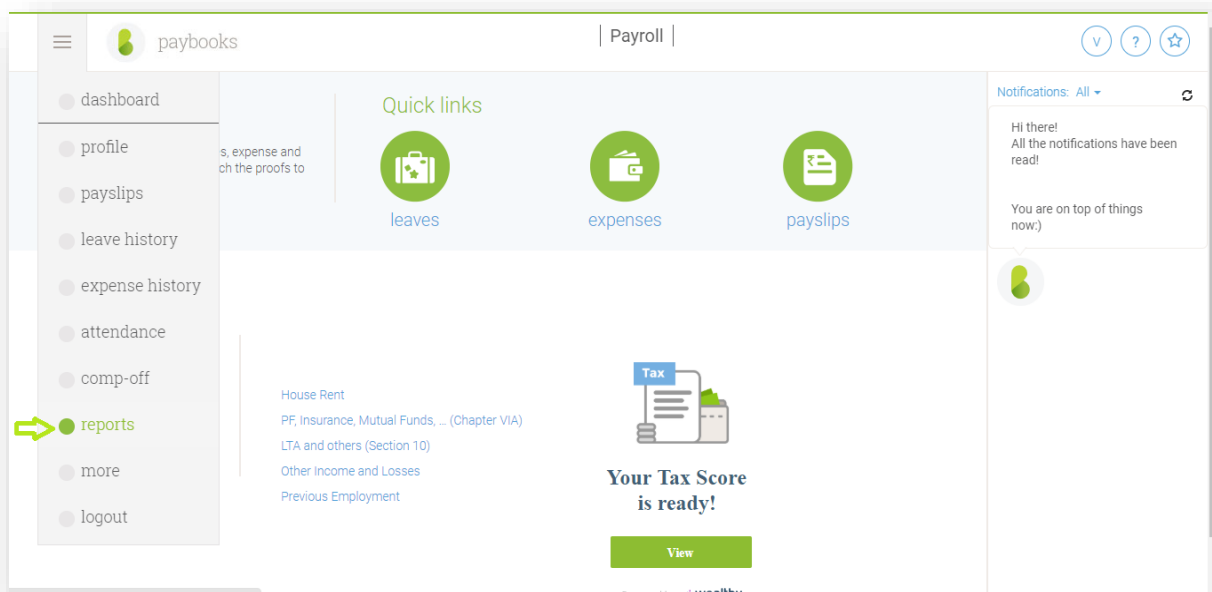 paybooks
| Payroll |
V
?
dashboard
profile
payslips
leave history
expense history
attendance
comp-off
reports
more
logout
s, expense and
ch the proofs to
Quick links
leaves
expenses
payslips
Notifications: All
Hi there!
All the notifications have been
read!
You are on top of things
now:)
House Rent
PF, Insurance, Mutual Funds, ... (Chapter VIA)
LTA and others (Section 10)
Other Income and Losses
Previous Employment
Tax
Your Tax Score
is ready!
View